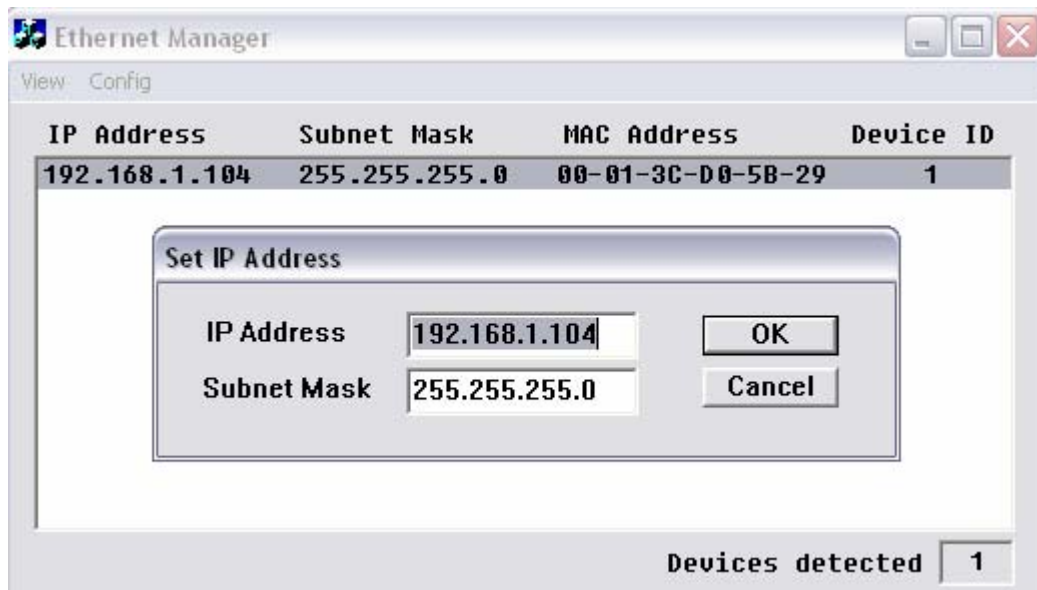 Ethernet Manager
View Config
IP Address Subnet Mask MAC Address Device ID
192.168.1.104 255.255.255.0 00-01-3C-D0-5B-29 1
Set IP Address
IP Address 192.168.1.104 OK
Subnet Mask 255.255.255.0 Cancel
Devices detected 1